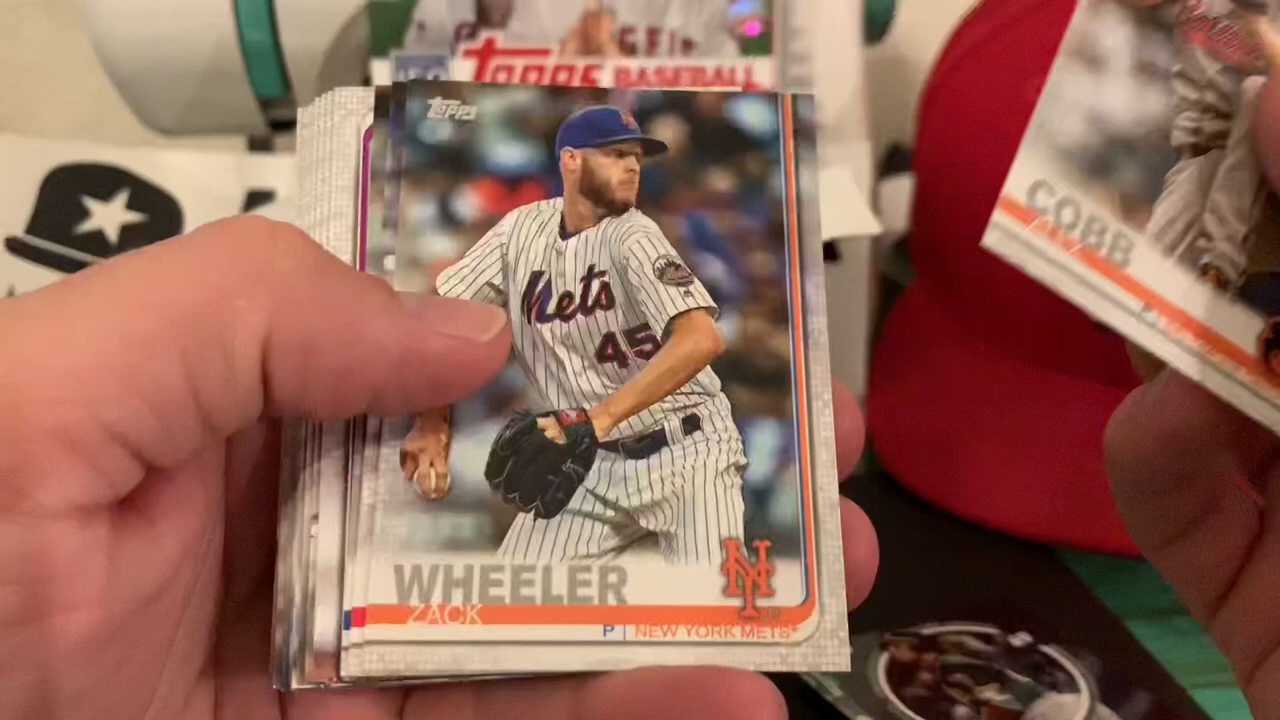 Topps BASEBALL
Topps
Mets
45
WHEELER
ZACK
P | NEW YORK METS
COBB